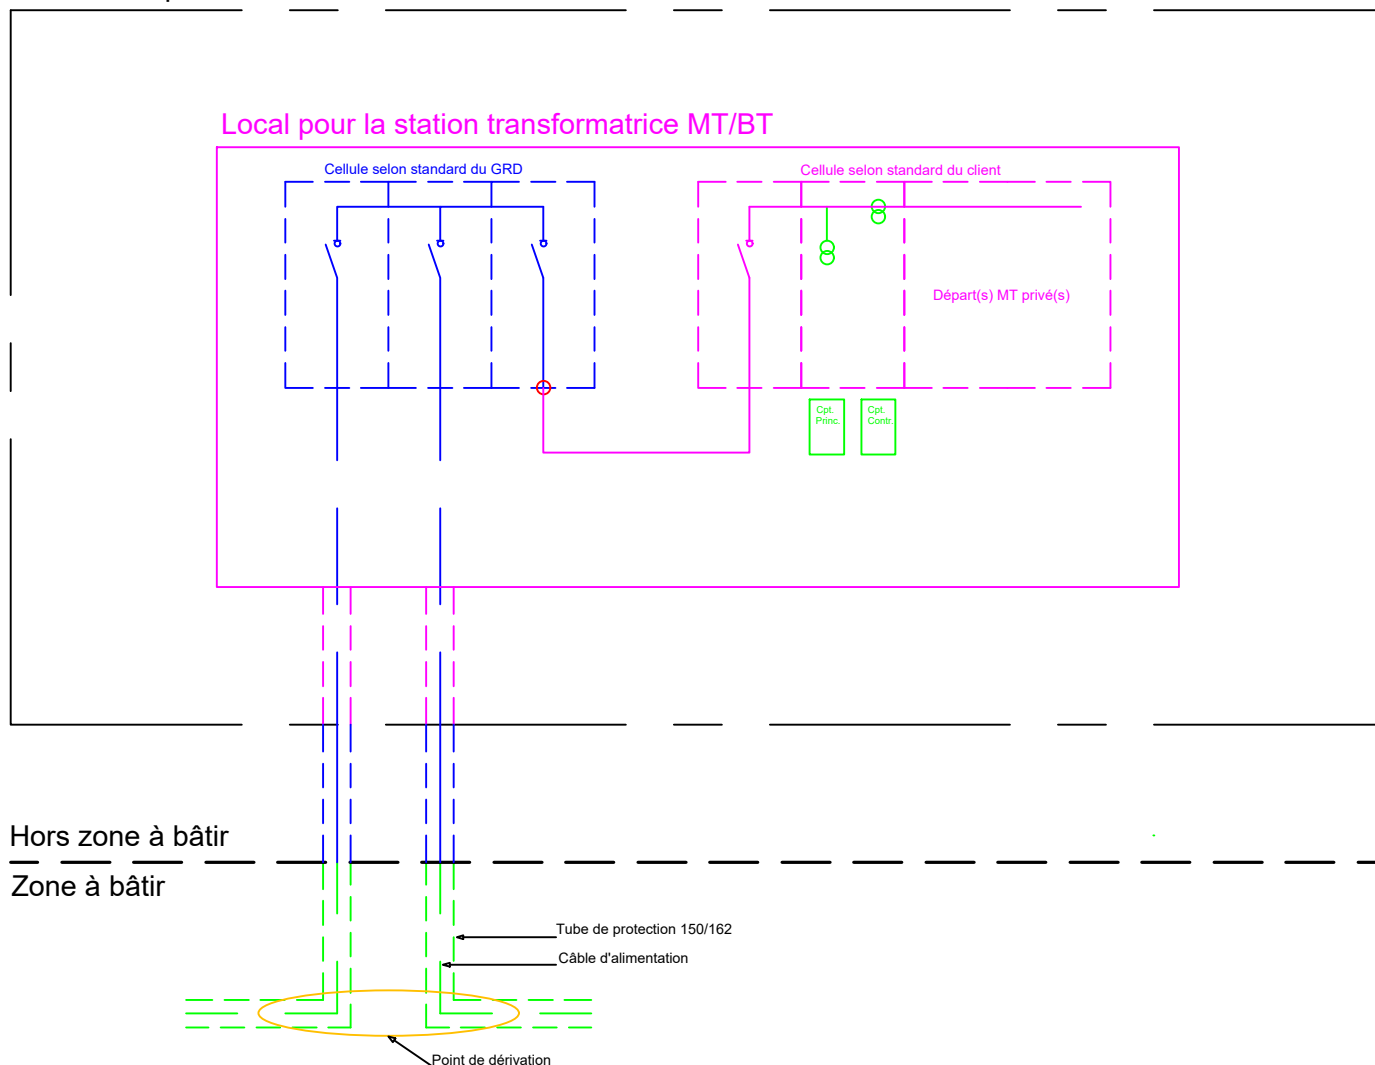 Local pour la station transformatrice MT/BT
Cellule selon standard du GRD
Cellule selon standard du client
Départ(s) MT privé(s)
Cpt.
Princ.
Cpt.
Contr.
Hors zone à bâtir
Zone à bâtir
Tube de protection 150/162
Câble d'alimentation
Point de dérivation